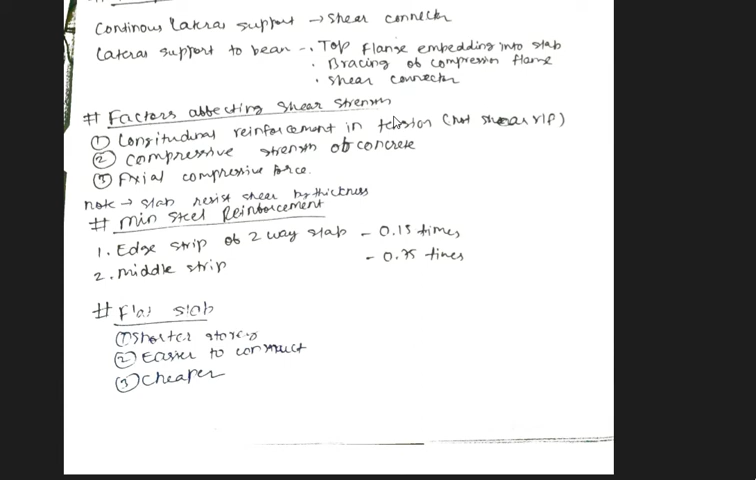 Continous Lateral support → shear connector
Lateral support to bean - . Top Flange embedding into slab
. Bracing of compression flame
. shear connector
# Factors affecting shear strenth
① Longitudinal reinforcement in tension (not shear r/f)
② Compressive strength of concrete
③ Axial compressive force.
Note → slab resist shear by thickness
# Min Steel Reinforcement
1. Edge strip of 2 way slab - 0.15 times
2. Middle strip - 0.75 times
# Flat slab
① Shorter storey
② Easier to construct
③ Cheaper